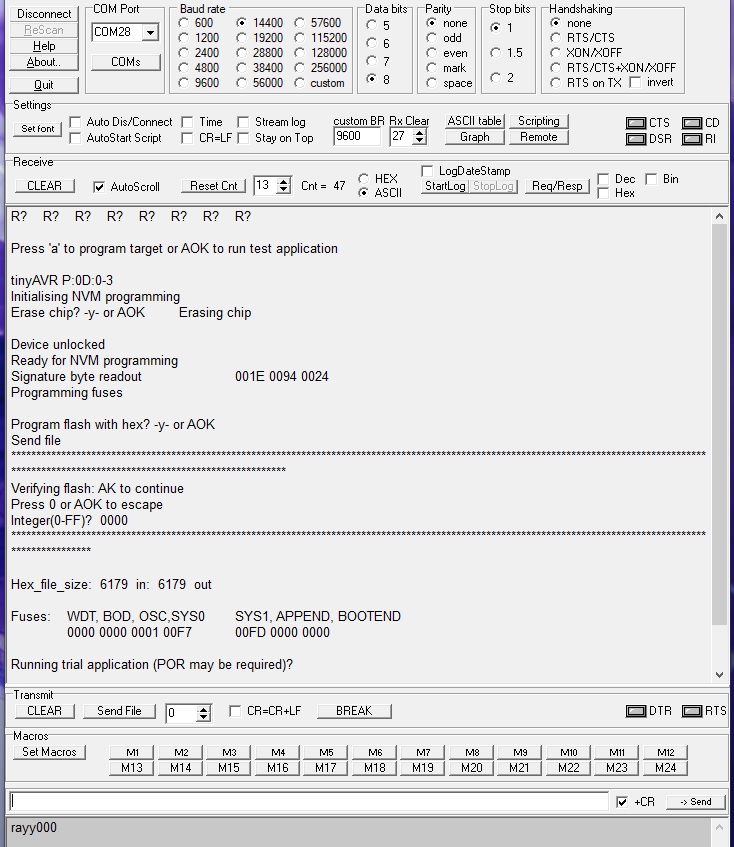 Disconnect
ReScan
Help
About..
Quit
COM Port
COM28
COMs
Baud rate
600 14400 57600
1200 19200 115200
2400 28800 128000
4800 38400 256000
9600 56000 custom
Data bits
5
6
7
8
Parity
none
odd
even
mark
space
Stop bits
1
1.5
2
Handshaking
none
RTS/CTS
XON/XOFF
RTS/CTS+XON/XOFF
RTS on TX invert
Settings
Set font
Auto Dis/Connect Time Stream log
AutoStart Script CR=LF Stay on Top
custom BR Rx Clear
9600 27
ASCII table Scripting
Graph Remote
CTS CD
DSR RI
Receive
CLEAR AutoScroll Reset Cnt 13 Cnt = 47
HEX
ASCII
LogDateStamp
StartLog StopLog Req/Resp
Dec Bin
Hex
R? R? R? R? R? R? R? R?
Press 'a' to program target or AOK to run test application
tinyAVR P:0D:0-3
Initialising NVM programming
Erase chip? -y- or AOK Erasing chip
Device unlocked
Ready for NVM programming
Signature byte readout 001E 0094 0024
Programming fuses
Program flash with hex? -y- or AOK
Send file
Verifying flash: AK to continue
Press 0 or AOK to escape
Integer(0-FF)? 0000
Hex_file_size: 6179 in: 6179 out
Fuses: WDT, BOD, OSC,SYS0 SYS1, APPEND, BOOTEND
0000 0000 0001 00F7 00FD 0000 0000
Running trial application (POR may be required)?
Transmit
CLEAR Send File 0 CR=CR+LF BREAK DTR RTS
Macros
Set Macros M1 M2 M3 M4 M5 M6 M7 M8 M9 M10 M11 M12
M13 M14 M15 M16 M17 M18 M19 M20 M21 M22 M23 M24
+CR -> Send
rayy000